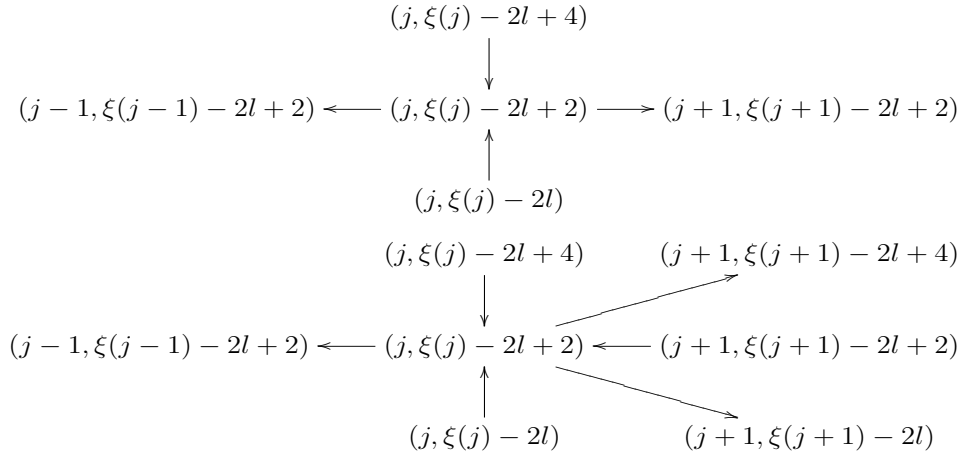 (j, ξ(j) − 2l + 4)
(j − 1, ξ(j − 1) − 2l + 2) (j, ξ(j) − 2l + 2) (j + 1, ξ(j + 1) − 2l + 2)
(j, ξ(j) − 2l)
(j, ξ(j) − 2l + 4) (j + 1, ξ(j + 1) − 2l + 4)
(j − 1, ξ(j − 1) − 2l + 2) (j, ξ(j) − 2l + 2) (j + 1, ξ(j + 1) − 2l + 2)
(j, ξ(j) − 2l) (j + 1, ξ(j + 1) − 2l)